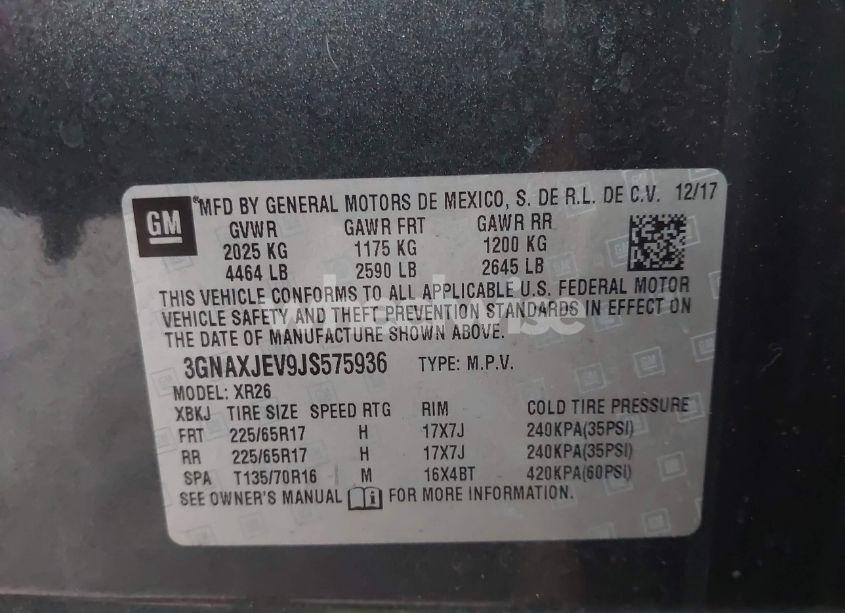 GM
®MFD BY GENERAL MOTORS DE MEXICO, S. DE R.L. DE C.V. 12/17
GVWR GAWR FRT GAWR RR
2025 KG 1175 KG 1200 KG
4464 LB 2590 LB 2645 LB
THIS VEHICLE CONFORMS TO ALL APPLICABLE U.S. FEDERAL MOTOR
VEHICLE SAFETY AND THEFT PREVENTION STANDARDS IN EFFECT ON
THE DATE OF MANUFACTURE SHOWN ABOVE.
3GNAXJEV9JS575936 TYPE: M.P.V.
MODEL: XR26
XBKJ TIRE SIZE SPEED RTG RIM COLD TIRE PRESSURE
FRT 225/65R17 H 17X7J 240KPA(35PSI)
RR 225/65R17 H 17X7J 240KPA(35PSI)
SPA T135/70R16 M 16X4BT 420KPA(60PSI)
SEE OWNER'S MANUAL FOR MORE INFORMATION.